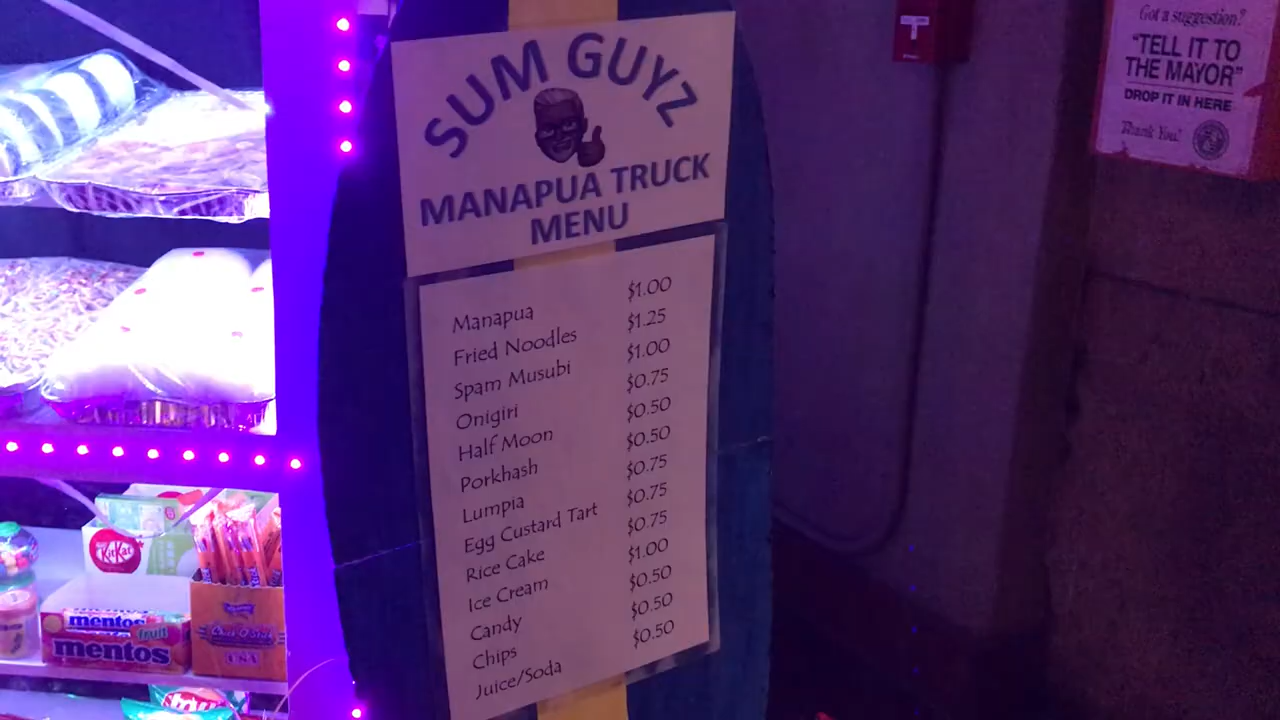 SUM GUYZ
MANAPUA TRUCK
MENU
Manapua $1.00
Fried Noodles $1.25
Spam Musubi $1.00
Onigiri $0.75
Half Moon $0.50
Porkhash $0.50
Lumpia $0.75
Egg Custard Tart $0.75
Rice Cake $0.75
Ice Cream $1.00
Candy $0.50
Chips $0.50
Juice/Soda $0.50
Got a suggestion?
"TELL IT TO
THE MAYOR"
DROP IT IN HERE
Thank You!
KitKat
mentos
fruit
mentos
USA